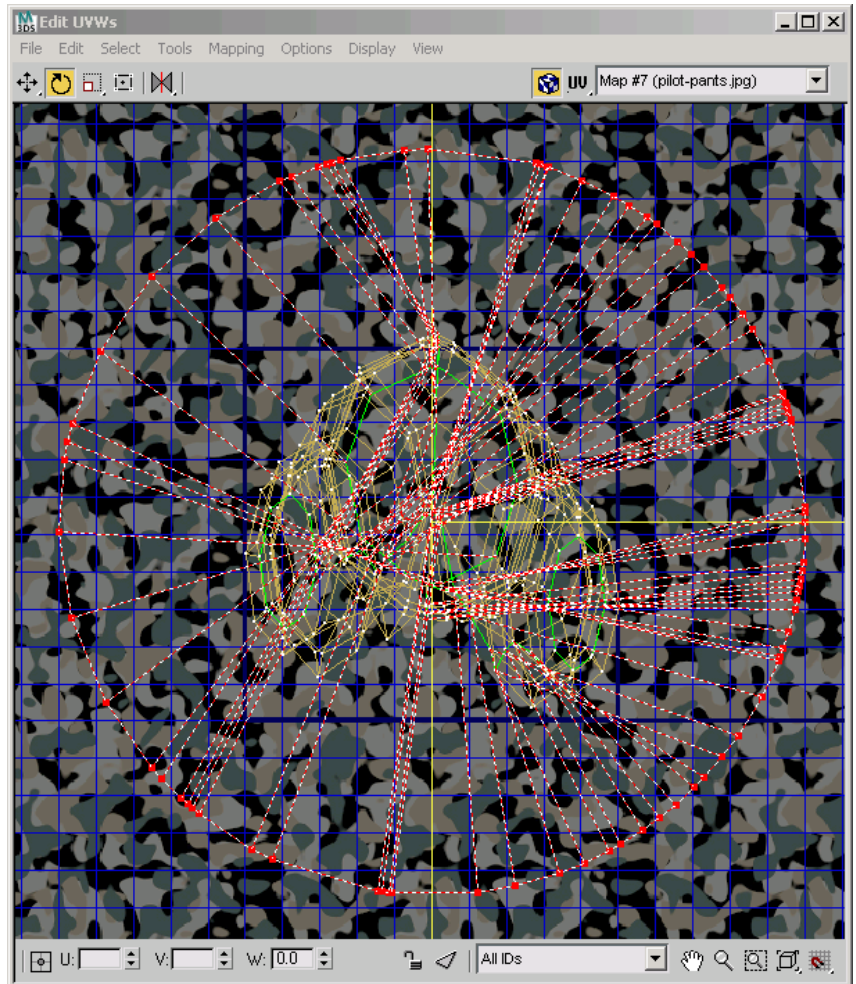 3DS Edit UVWs
File Edit Select Tools Mapping Options Display View
UV Map #7 (pilot-pants.jpg)
U: V: W: 0.0 All IDs